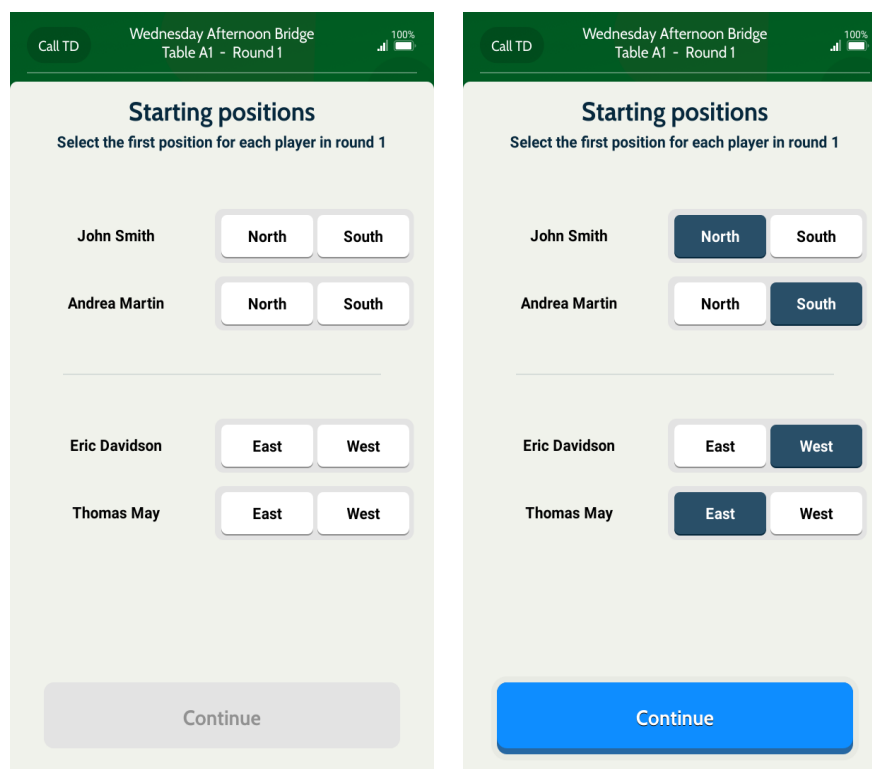 Call TD
Wednesday Afternoon Bridge
Table A1 - Round 1
100%
Starting positions
Select the first position for each player in round 1
John Smith North South
Andrea Martin North South
Eric Davidson East West
Thomas May East West
Continue
Call TD
Wednesday Afternoon Bridge
Table A1 - Round 1
100%
Starting positions
Select the first position for each player in round 1
John Smith North South
Andrea Martin North South
Eric Davidson East West
Thomas May East West
Continue